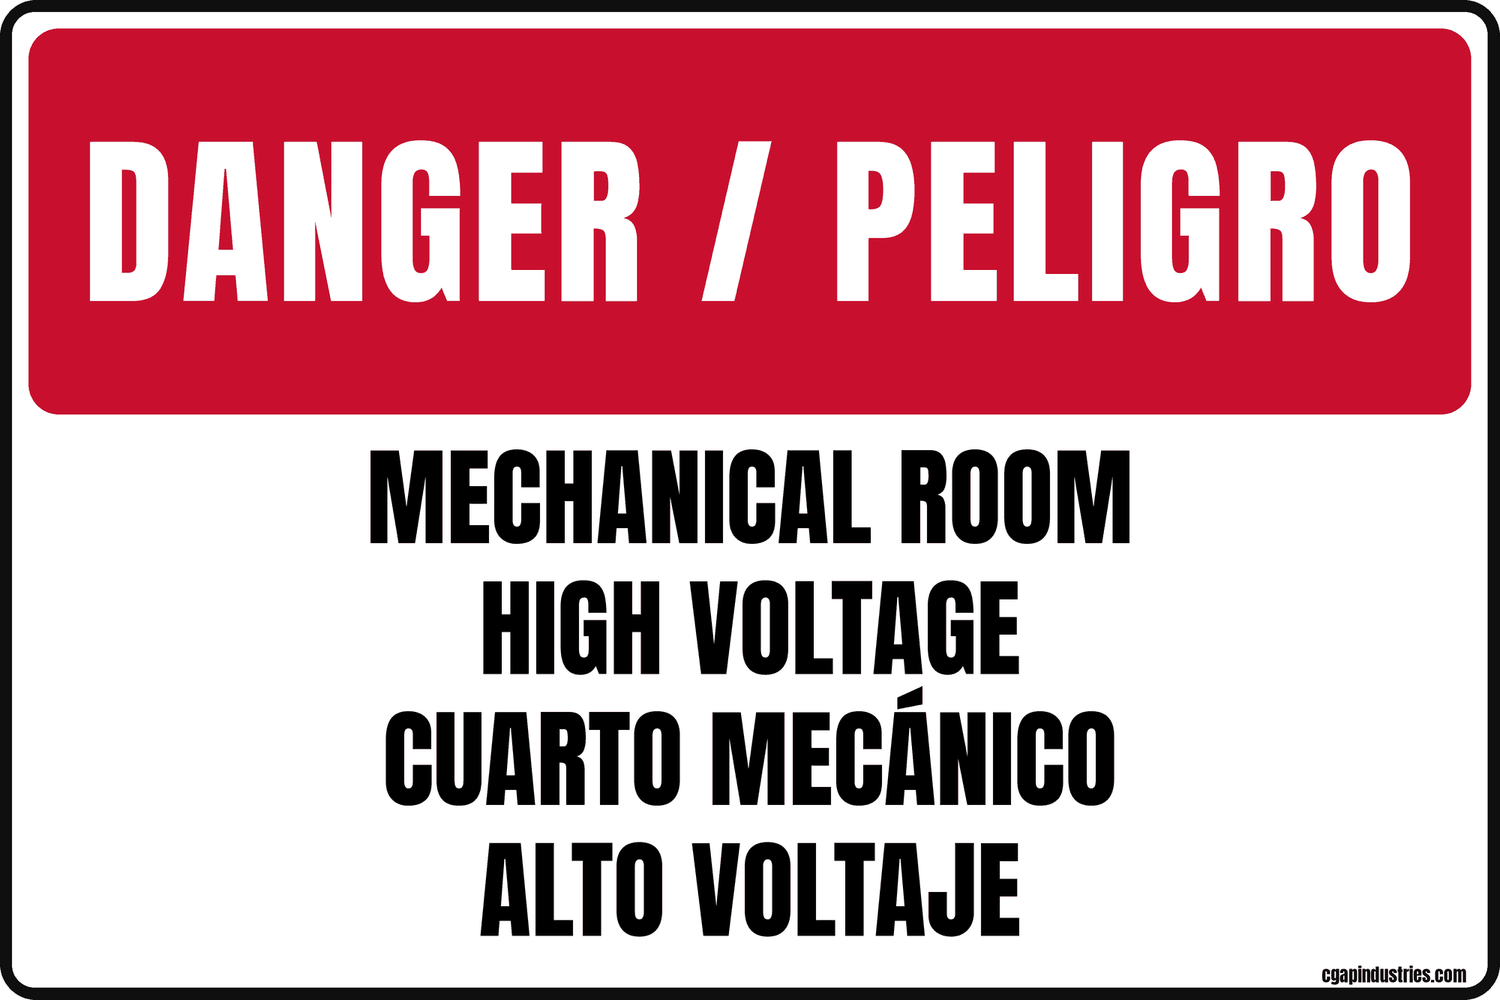 DANGER / PELIGRO
MECHANICAL ROOM
HIGH VOLTAGE
CUARTO MECÁNICO
ALTO VOLTAJE
cgapindustries.com